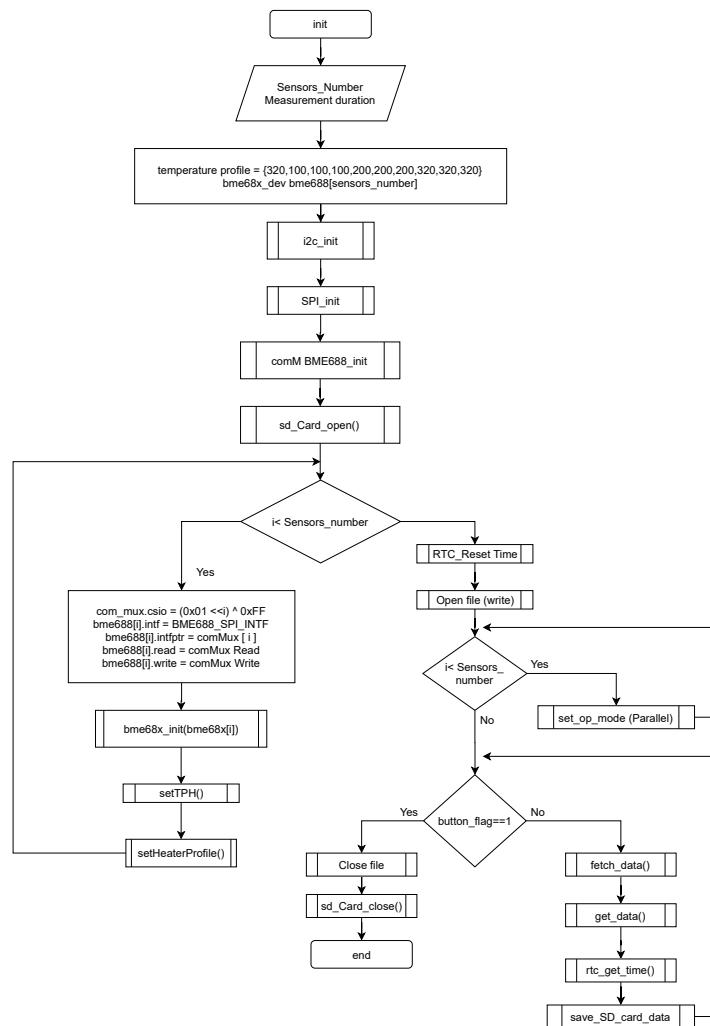 init
Sensors_Number
Measurement duration
temperature profile = {320,100,100,100,200,200,200,320,320,320}
bme68x_dev bme688[sensors_number]
i2c_init
SPI_init
comM BME688_init
sd_Card_open()
i< Sensors_number
Yes
com_mux.csio = (0x01 <<i) ^ 0xFF
bme688[i].intf = BME688_SPI_INTF
bme688[i].intfptr = comMux [ i ]
bme688[i].read = comMux Read
bme688[i].write = comMux Write
bme68x_init(bme68x[i])
setTPH()
setHeaterProfile()
RTC_Reset Time
Open file (write)
i< Sensors_
number
Yes
set_op_mode (Parallel)
No
button_flag==1
Yes
Close file
sd_Card_close()
end
No
fetch_data()
get_data()
rtc_get_time()
save_SD_card_data